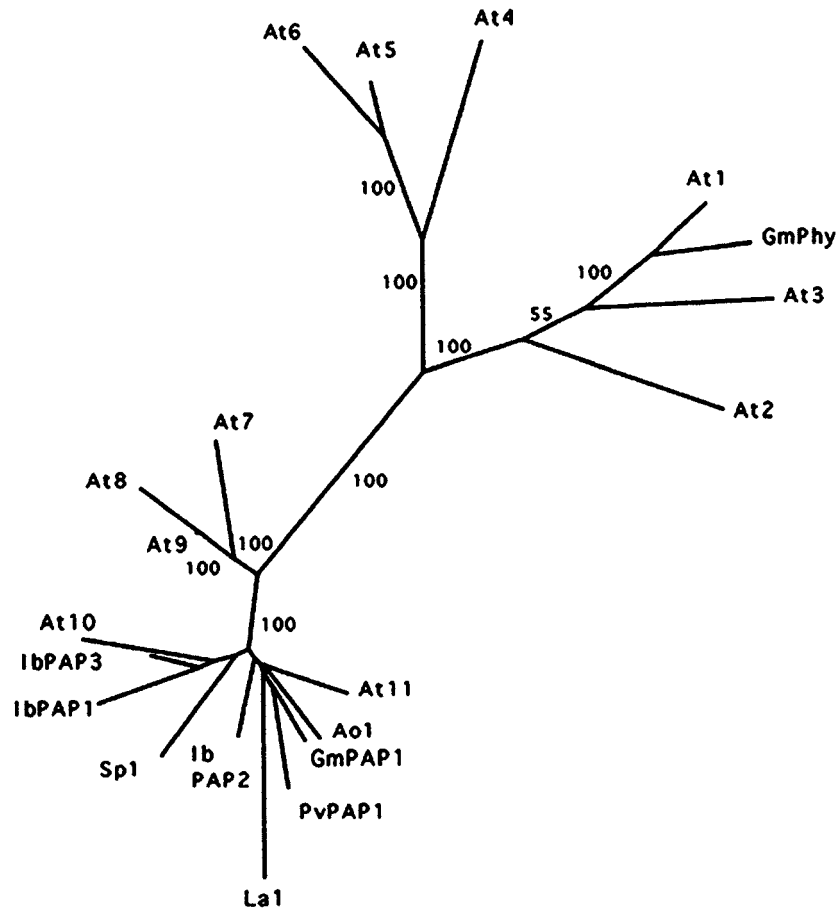 At4
At6
At5
100
At1
GmPhy
100
100
At3
55
100
At2
At7
100
At8
At9
100
100
100
At10
IbPAP3
At11
IbPAP1
Ao1
Sp1
Ib
PAP2
GmPAP1
PvPAP1
La1